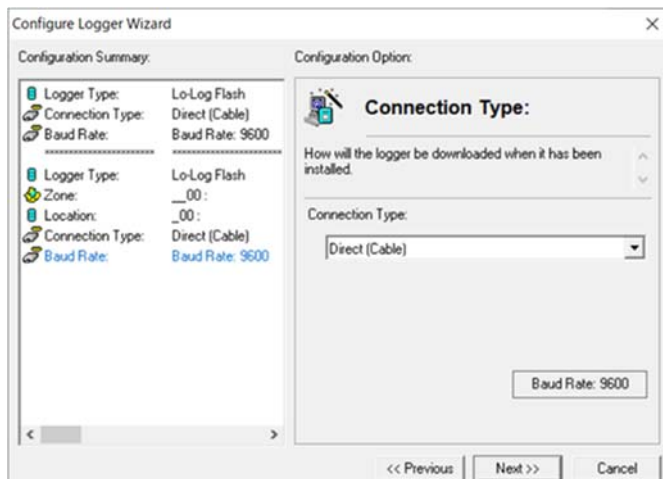 Configure Logger Wizard
Configuration Summary:
Logger Type: Lo-Log Flash
Connection Type: Direct (Cable)
Baud Rate: Baud Rate: 9600
Logger Type: Lo-Log Flash
Zone: __00 :
Location: _00 :
Connection Type: Direct (Cable)
Baud Rate: Baud Rate: 9600
Configuration Option:
Connection Type:
How will the logger be downloaded when it has been
installed.
Connection Type:
Direct (Cable)
Baud Rate: 9600
<< Previous Next >> Cancel